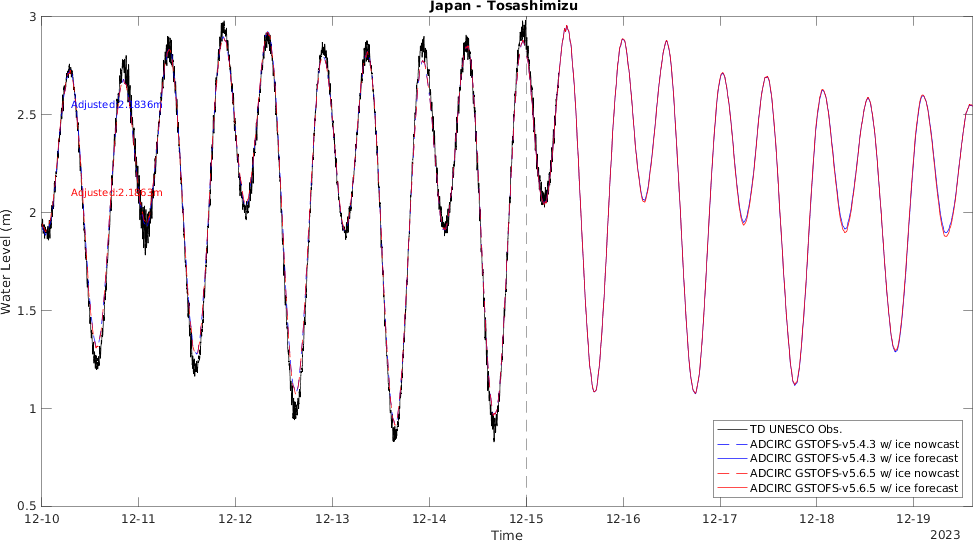 Japan - Tosashimizu
3
2.5
2
1.5
1
0.5
Water Level (m)
Adjusted:2.1836m
Adjusted:2.1863m
TD UNESCO Obs.
ADCIRC GSTOFS-v5.4.3 w/ ice nowcast
ADCIRC GSTOFS-v5.4.3 w/ ice forecast
ADCIRC GSTOFS-v5.6.5 w/ ice nowcast
ADCIRC GSTOFS-v5.6.5 w/ ice forecast
12-10 12-11 12-12 12-13 12-14 12-15 12-16 12-17 12-18 12-19
Time
2023